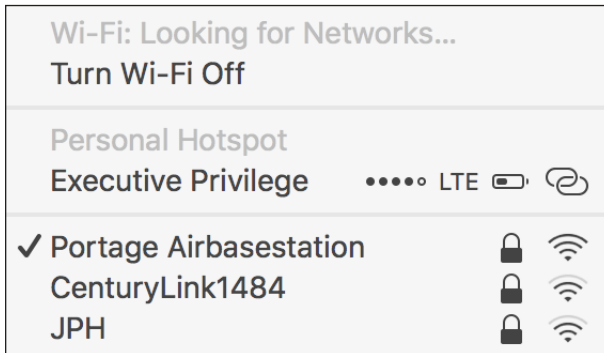 Wi-Fi: Looking for Networks...
Turn Wi-Fi Off
Personal Hotspot
Executive Privilege LTE
Portage Airbasestation
CenturyLink1484
JPH